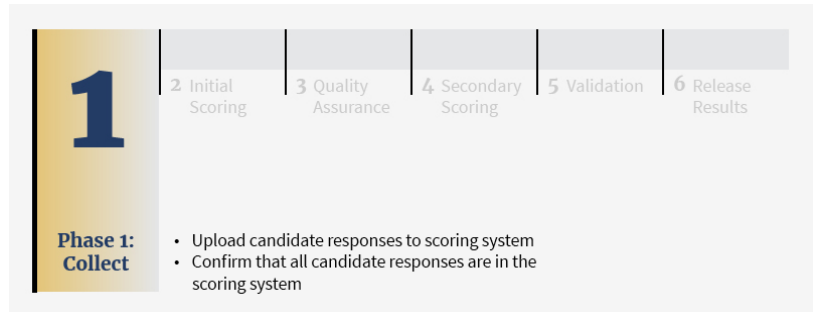 1
2 Initial
Scoring
3 Quality
Assurance
4 Secondary
Scoring
5 Validation
6 Release
Results
Phase 1:
Collect
• Upload candidate responses to scoring system
• Confirm that all candidate responses are in the
scoring system